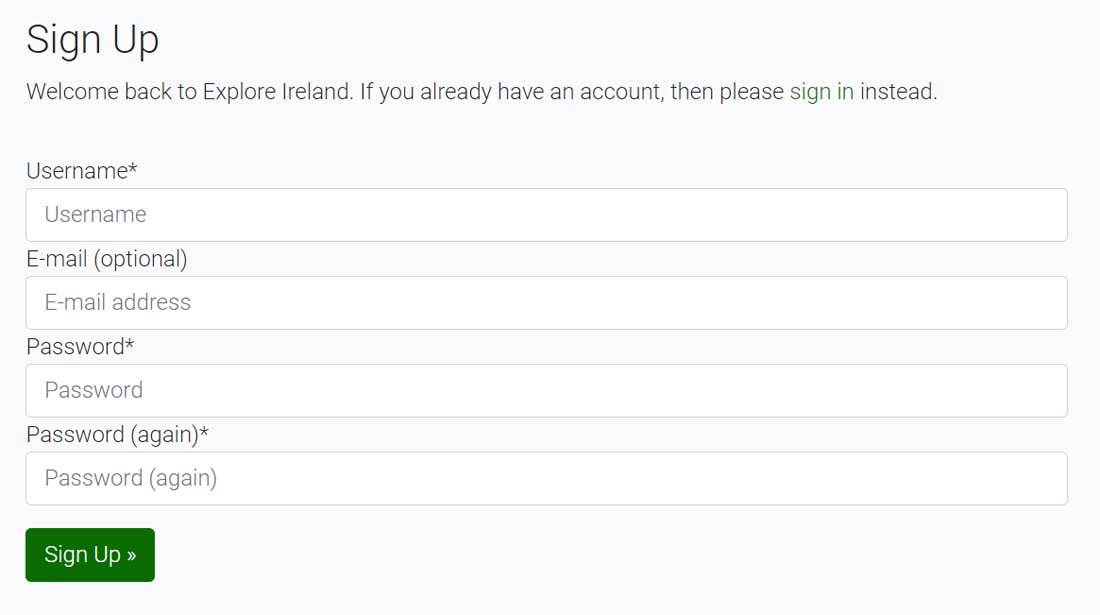 Sign Up
Welcome back to Explore Ireland. If you already have an account, then please sign in instead.
Username*
Username
E-mail (optional)
E-mail address
Password*
Password
Password (again)*
Password (again)
Sign Up »